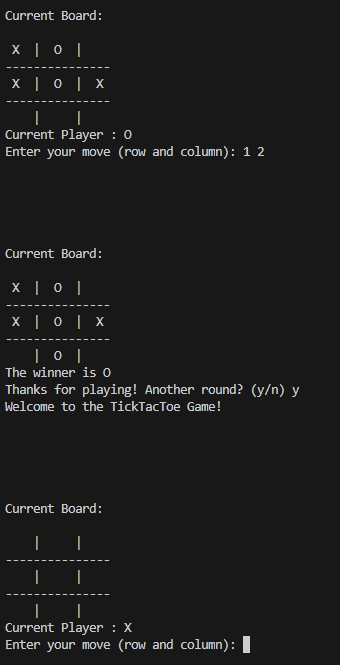 Current Board:
X | O |
---------------
X | O | X
---------------
| |
Current Player : O
Enter your move (row and column): 1 2
Current Board:
X | O |
---------------
X | O | X
---------------
| O |
The winner is O
Thanks for playing! Another round? (y/n) y
Welcome to the TickTacToe Game!
Current Board:
| |
---------------
| |
---------------
| |
Current Player : X
Enter your move (row and column):